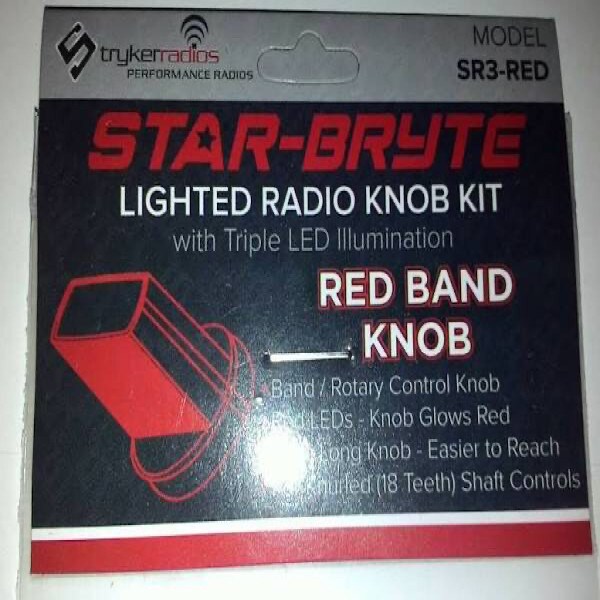 strykerradios
PERFORMANCE RADIOS
MODEL
SR3-RED
STAR-BRYTE
LIGHTED RADIO KNOB KIT
with Triple LED Illumination
RED BAND
KNOB
Band / Rotary Control Knob
LEDs - Knob Glows Red
Long Knob - Easier to Reach
(18 Teeth) Shaft Controls